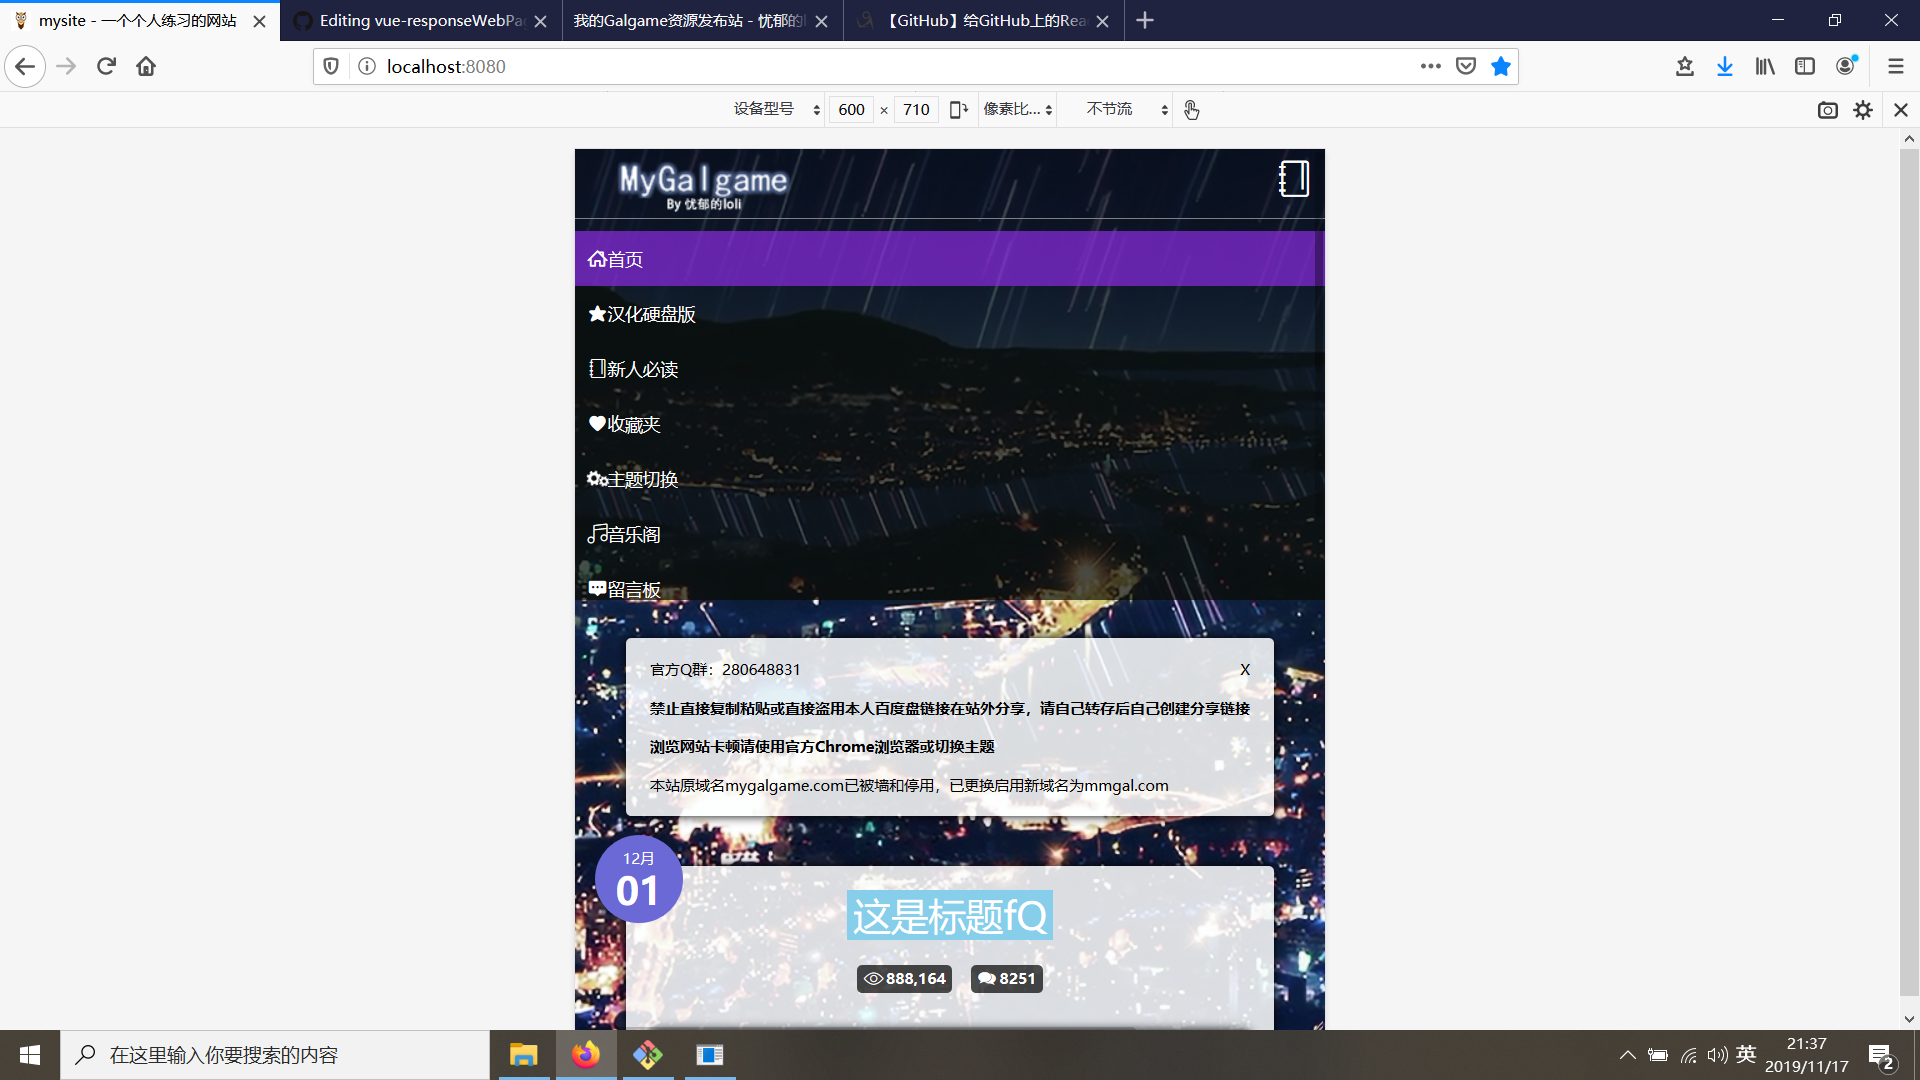 mysite - 一个个人练习的网站
Editing vue-responseWebPa
我的Galgame资源发布站 - 忧郁的l
【GitHub】给GitHub上的Rea
localhost:8080
设备型号
600 × 710
像素比...
不节流
MyGalgame
By 忧郁的loli
首页
汉化硬盘版
新人必读
收藏夹
主题切换
音乐阁
留言板
官方Q群：280648831
X
禁止直接复制粘贴或直接盗用本人百度盘链接在站外分享，请自己转存后自己创建分享链接
浏览网站卡顿请使用官方Chrome浏览器或切换主题
本站原域名mygalgame.com已被墙和停用，已更换启用新域名为mmgal.com
12月
01
这是标题fQ
888,164
8251
在这里输入你要搜索的内容
英
21:37
2019/11/17
2